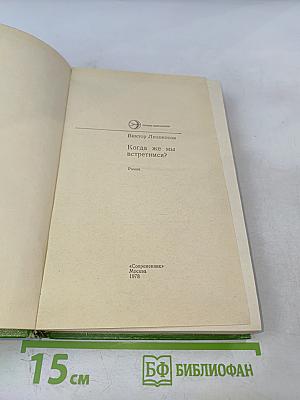 Виктор Лихоносов
Когда же мы
встретимся?
Роман
«Современник»
Москва
1978
15 см
БФ БИБЛИОФАН